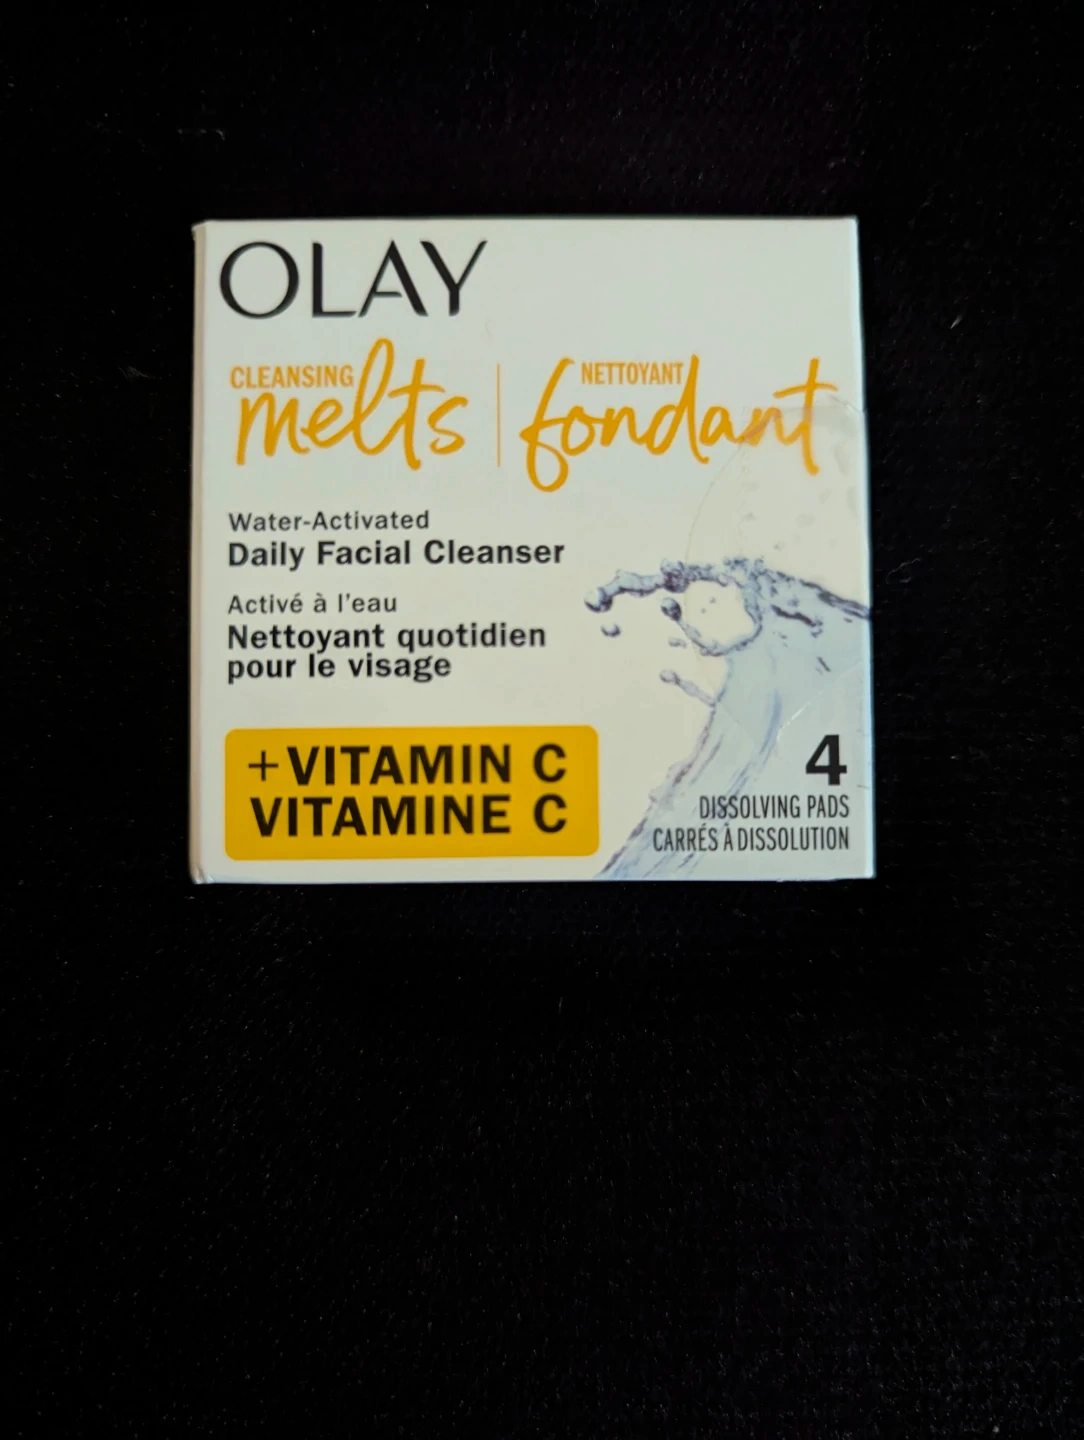 OLAY
CLEANSING
melts
NETTOYANT
fondant
Water-Activated
Daily Facial Cleanser
Activé à l'eau
Nettoyant quotidien
pour le visage
+VITAMIN C
VITAMINE C
4
DISSOLVING PADS
CARRÉS À DISSOLUTION